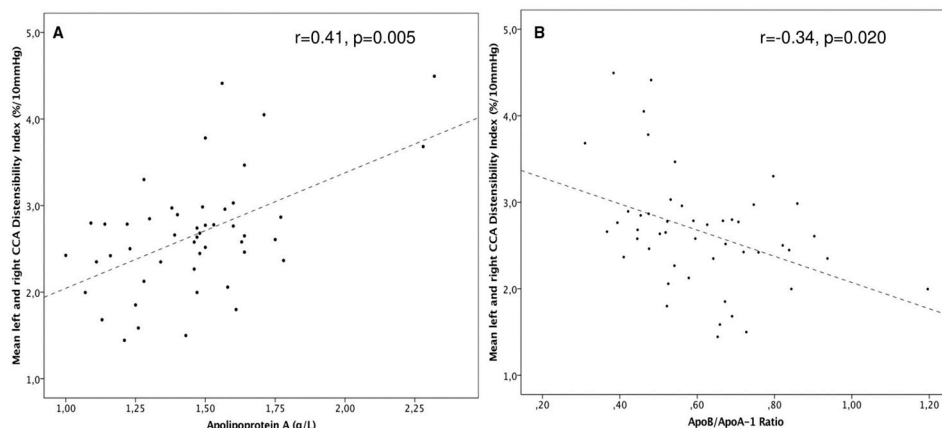 A
r=0.41, p=0.005
Mean left and right CCA Distensibility Index (%/10mmHg)
5,0
4,0
3,0
2,0
1,0
1,00 1,25 1,50 1,75 2,00 2,25
Apolipoprotein A (g/L)
B
r=-0.34, p=0.020
Mean left and right CCA Distensibility Index (%/10mmHg)
5,0
4,0
3,0
2,0
1,0
,20 ,40 ,60 ,80 1,00 1,20
ApoB/ApoA-1 Ratio